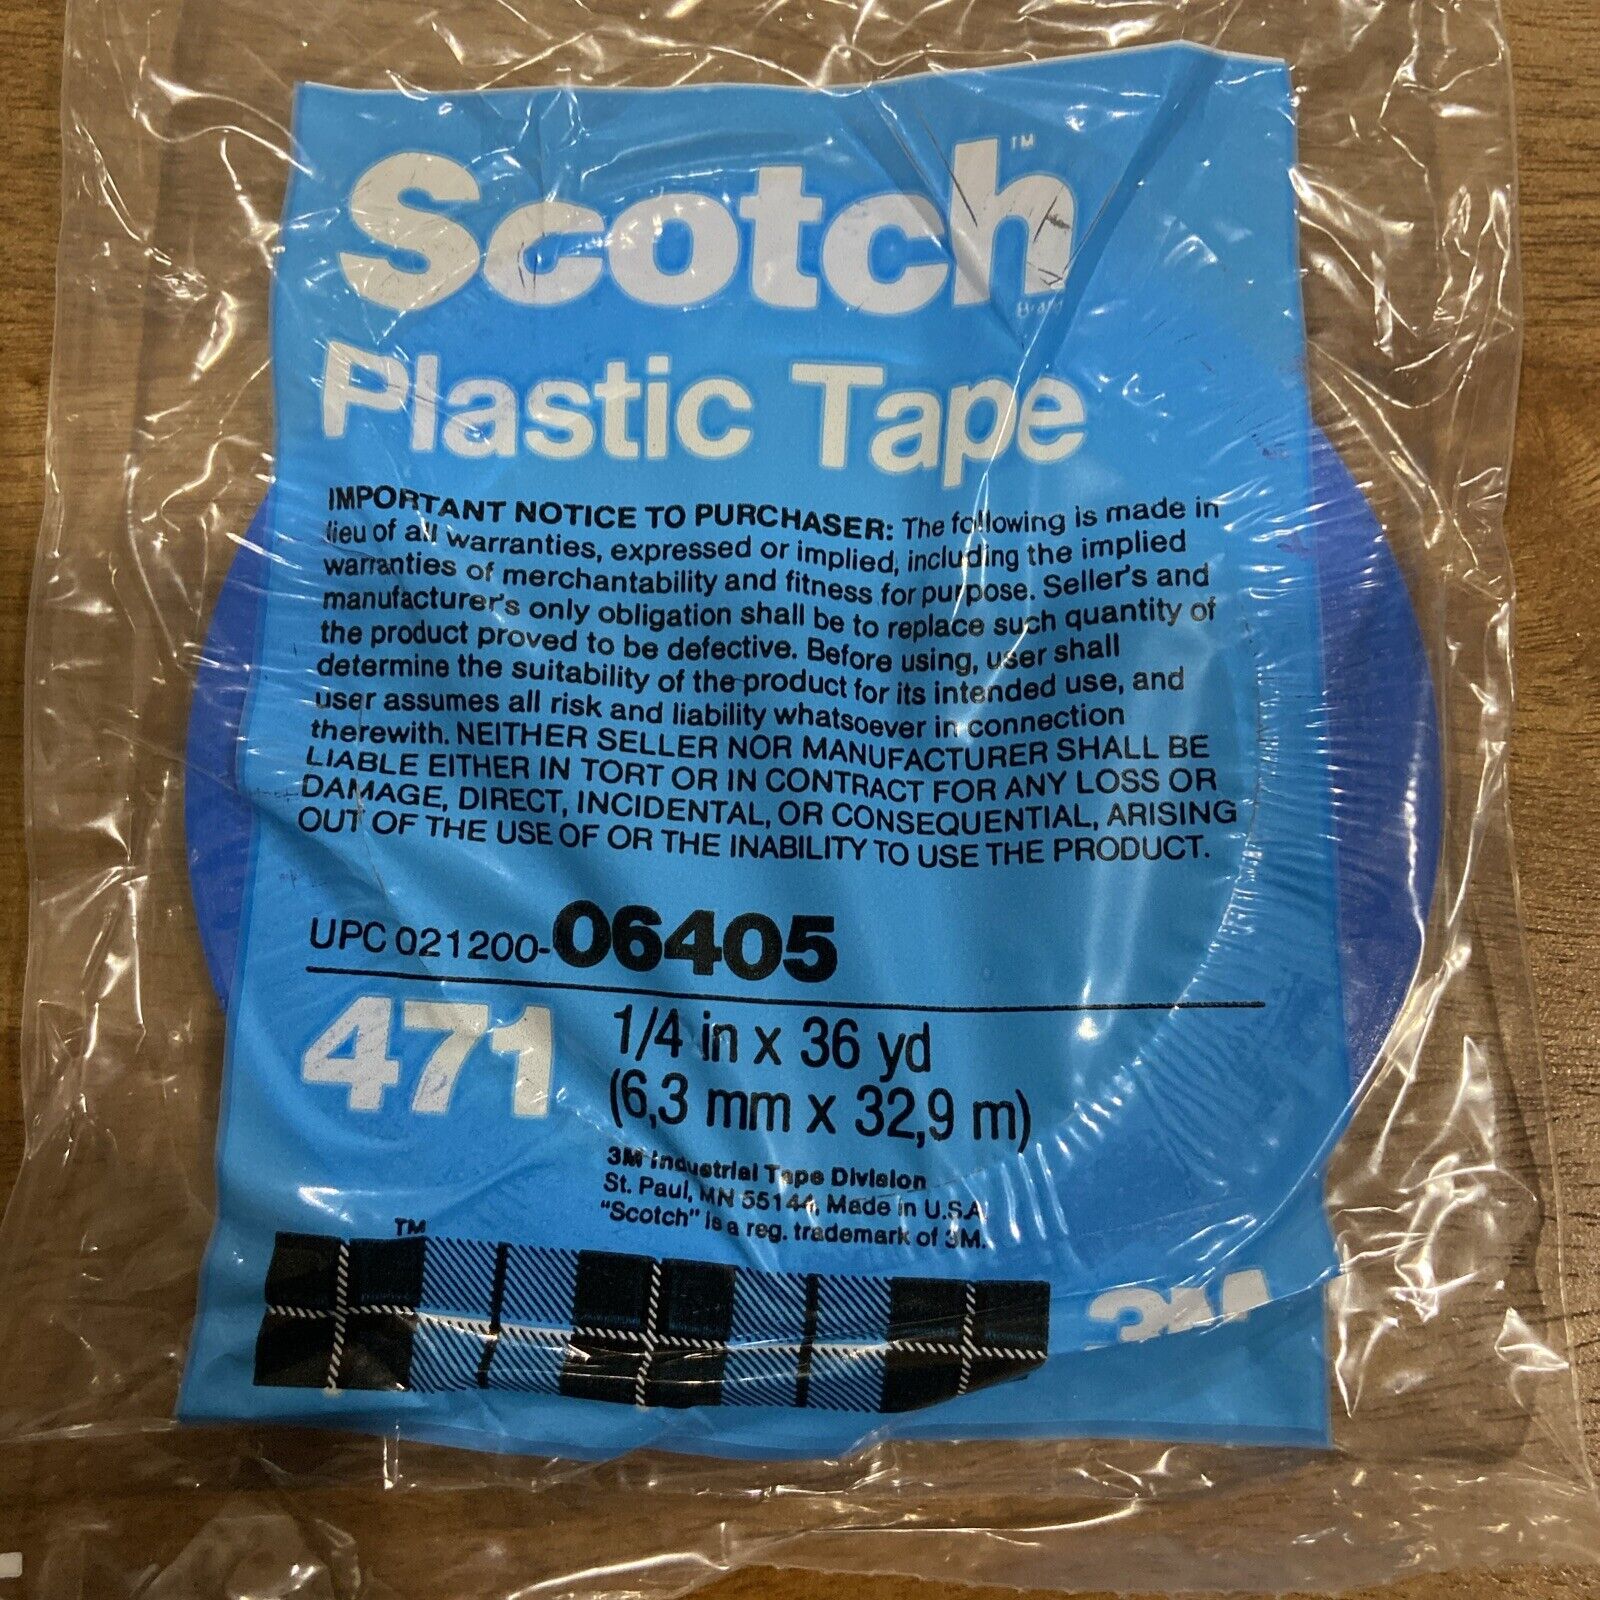 Scotch™
Brand
Plastic Tape
IMPORTANT NOTICE TO PURCHASER: The following is made in
lieu of all warranties, expressed or implied, including the implied
warranties of merchantability and fitness for purpose. Seller's and
manufacturer's only obligation shall be to replace such quantity of
the product proved to be defective. Before using, user shall
determine the suitability of the product for its intended use, and
user assumes all risk and liability whatsoever in connection
therewith. NEITHER SELLER NOR MANUFACTURER SHALL BE
LIABLE EITHER IN TORT OR IN CONTRACT FOR ANY LOSS OR
DAMAGE, DIRECT, INCIDENTAL, OR CONSEQUENTIAL, ARISING
OUT OF THE USE OF OR THE INABILITY TO USE THE PRODUCT.
UPC 021200-06405
471 1/4 in x 36 yd
(6,3 mm x 32,9 m)
3M Industrial Tape Division
St. Paul, MN 55144, Made in U.S.A.
"Scotch" is a reg. trademark of 3M.
™
3M